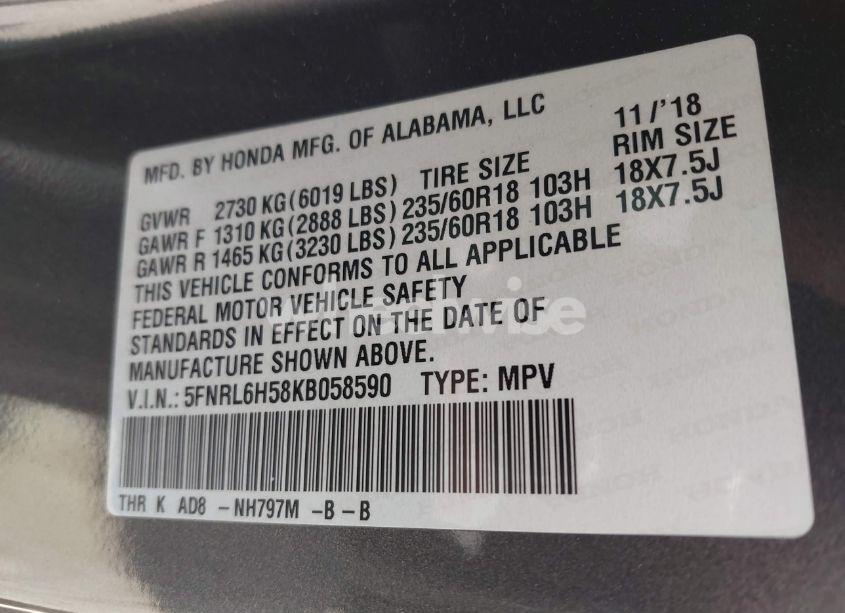 MFD. BY HONDA MFG. OF ALABAMA, LLC 11/'18
GVWR 2730 KG(6019 LBS) TIRE SIZE RIM SIZE
GAWR F 1310 KG(2888 LBS) 235/60R18 103H 18X7.5J
GAWR R 1465 KG(3230 LBS) 235/60R18 103H 18X7.5J
THIS VEHICLE CONFORMS TO ALL APPLICABLE
FEDERAL MOTOR VEHICLE SAFETY
STANDARDS IN EFFECT ON THE DATE OF
MANUFACTURE SHOWN ABOVE.
V.I.N.: 5FNRL6H58KB058590 TYPE: MPV
THR K AD8 -NH797M -B -B